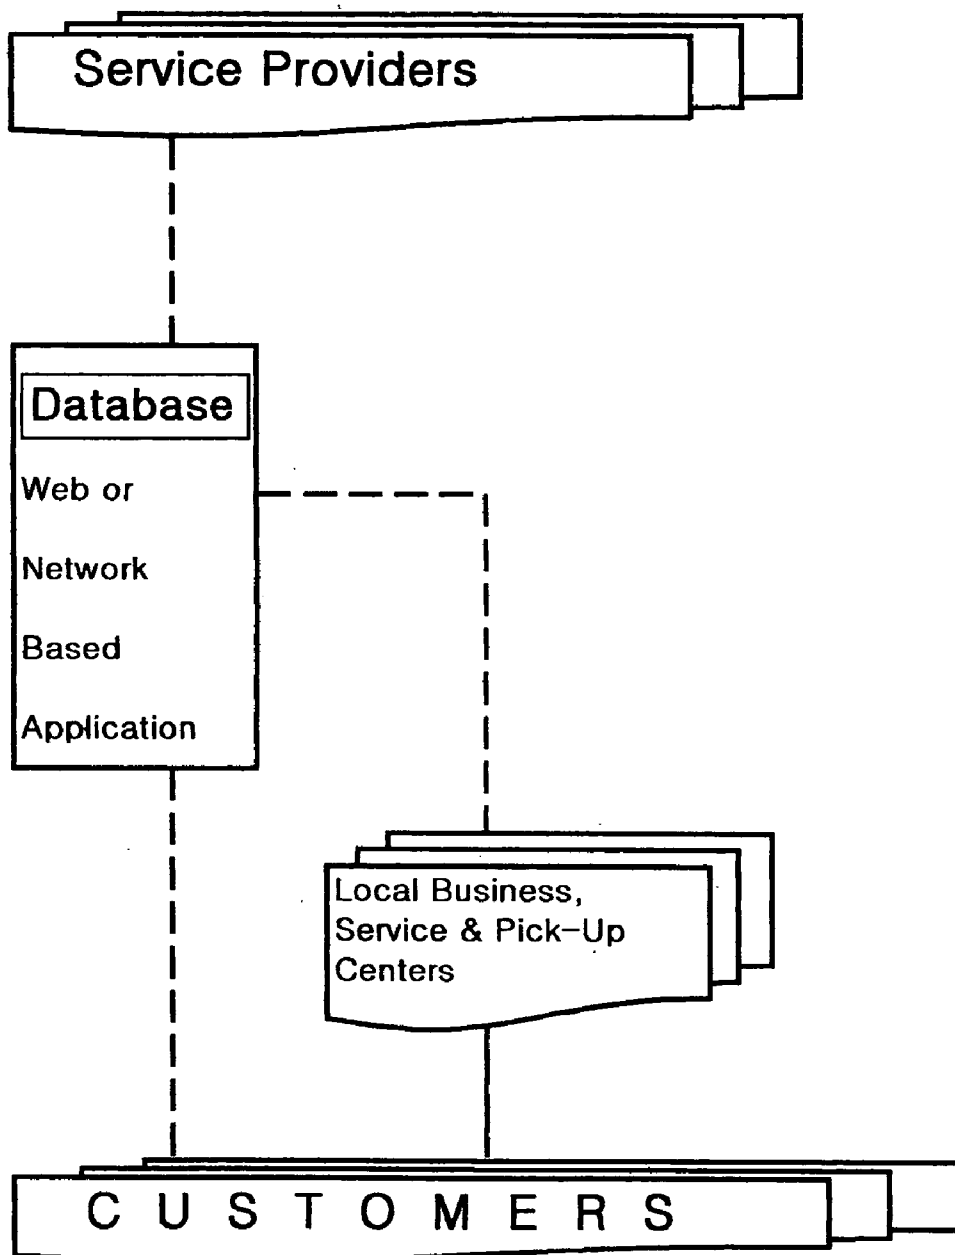 Service Providers
Database
Web or
Network
Based
Application
Local Business,
Service & Pick-Up
Centers
C U S T O M E R S